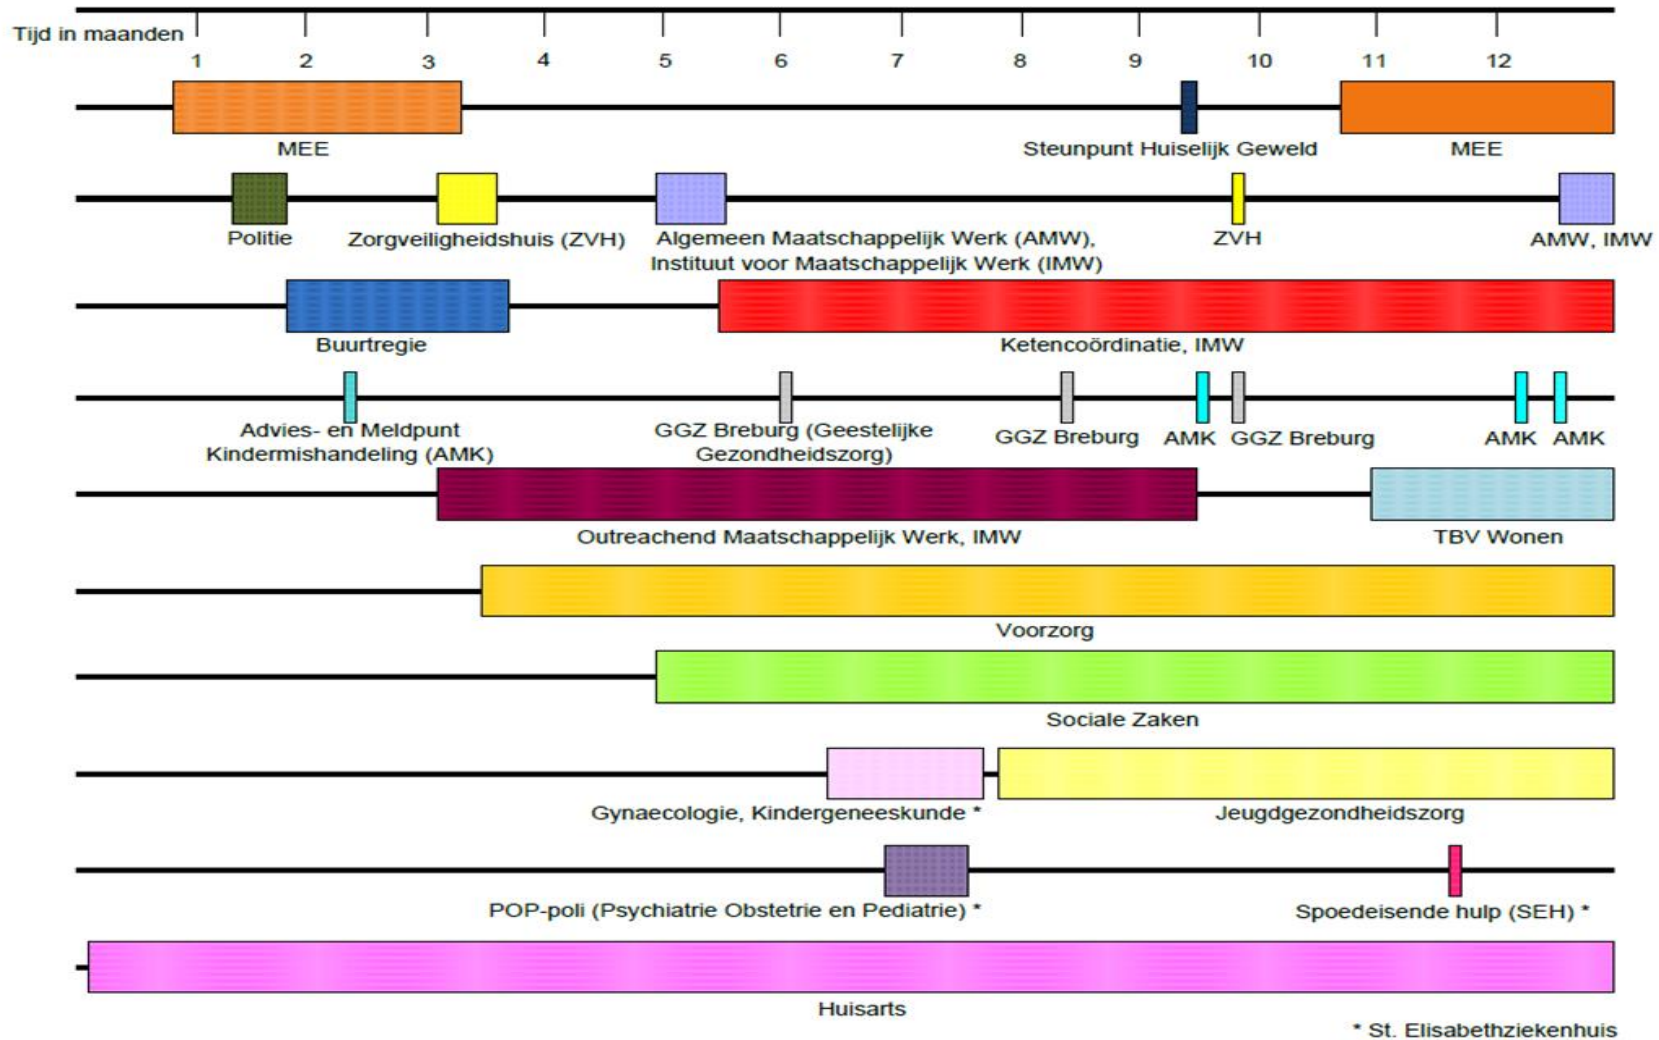 Tijd in maanden
1 2 3 4 5 6 7 8 9 10 11 12
MEE Steunpunt Huiselijk Geweld MEE
Politie Zorgveiligheidshuis (ZVH) Algemeen Maatschappelijk Werk (AMW), ZVH AMW, IMW
Instituut voor Maatschappelijk Werk (IMW)
Buurtregie Ketencoördinatie, IMW
Advies- en Meldpunt GGZ Breburg (Geestelijke GGZ Breburg AMK GGZ Breburg AMK AMK
Kindermishandeling (AMK) Gezondheidszorg)
Outreachend Maatschappelijk Werk, IMW TBV Wonen
Voorzorg
Sociale Zaken
Gynaecologie, Kindergeneeskunde * Jeugdgezondheidszorg
POP-poli (Psychiatrie Obstetrie en Pediatrie) * Spoedeisende hulp (SEH) *
Huisarts
* St. Elisabethziekenhuis